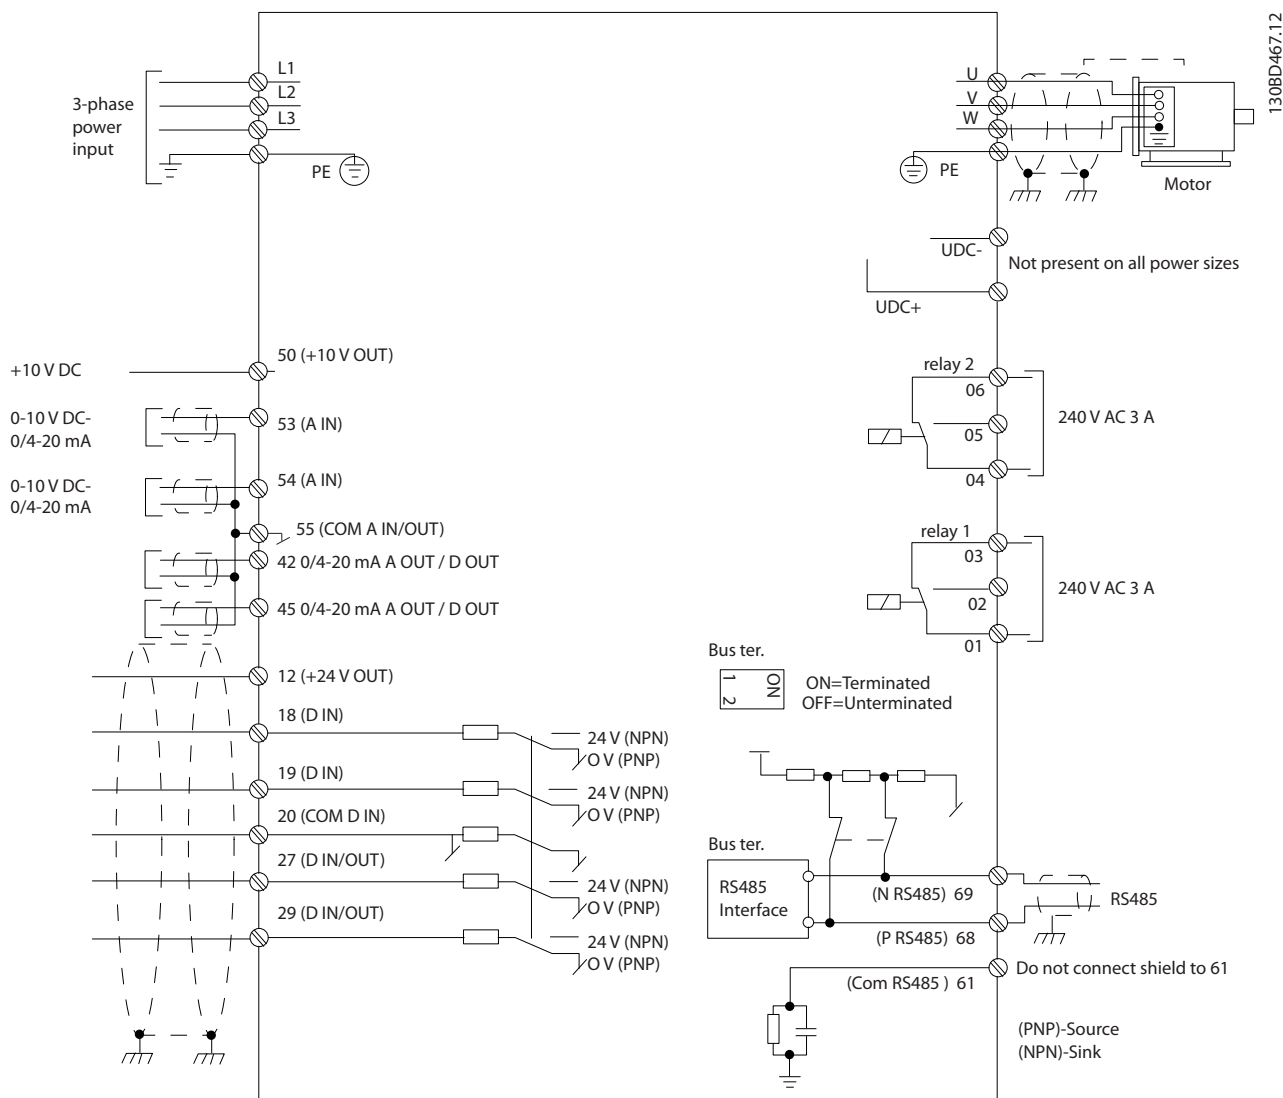 130BD467.12
3-phase
power
input
L1
L2
L3
PE
U
V
W
PE
Motor
UDC-
Not present on all power sizes
UDC+
+10 V DC
50 (+10 V OUT)
0-10 V DC-
0/4-20 mA
53 (A IN)
0-10 V DC-
0/4-20 mA
54 (A IN)
55 (COM A IN/OUT)
42 0/4-20 mA A OUT / D OUT
45 0/4-20 mA A OUT / D OUT
12 (+24 V OUT)
18 (D IN)
24 V (NPN)
O V (PNP)
19 (D IN)
24 V (NPN)
O V (PNP)
20 (COM D IN)
27 (D IN/OUT)
24 V (NPN)
O V (PNP)
29 (D IN/OUT)
24 V (NPN)
O V (PNP)
relay 2
06
05
04
240 V AC 3 A
relay 1
03
02
01
240 V AC 3 A
Bus ter.
1
2
ON
ON=Terminated
OFF=Unterminated
Bus ter.
RS485
Interface
(N RS485) 69
RS485
(P RS485) 68
(Com RS485 ) 61
Do not connect shield to 61
(PNP)-Source
(NPN)-Sink